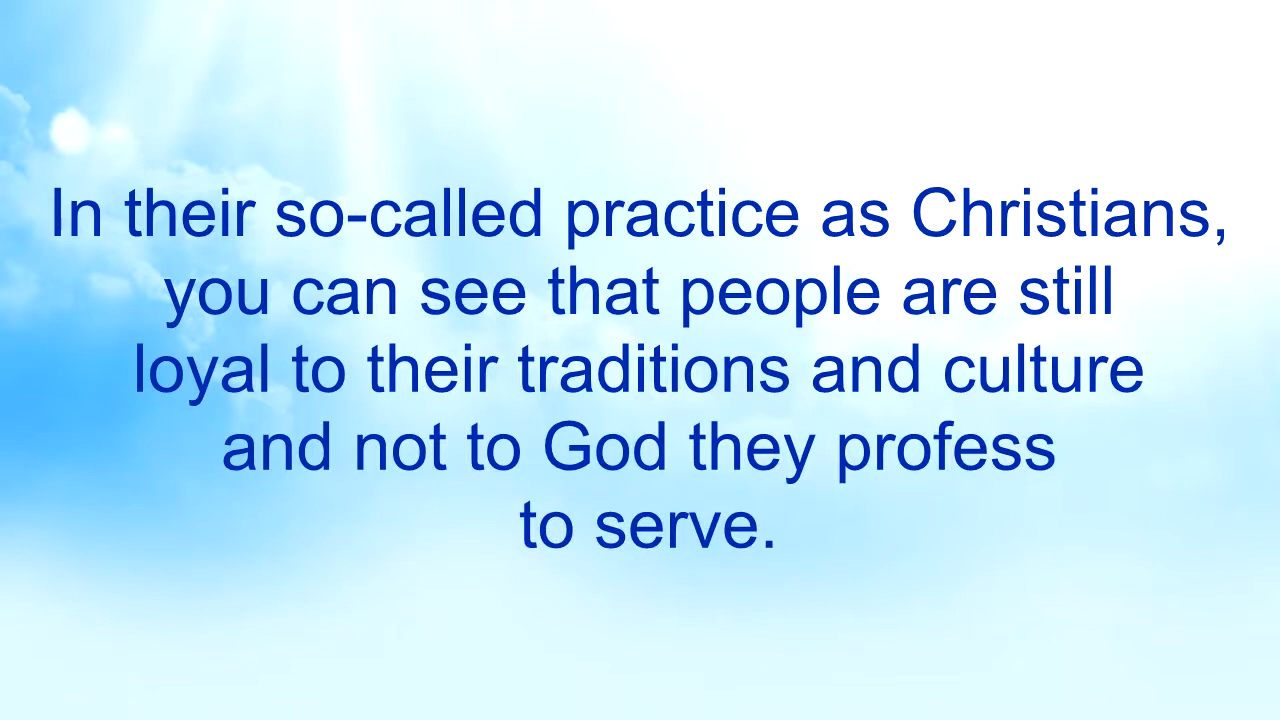 In their so-called practice as Christians,
you can see that people are still
loyal to their traditions and culture
and not to God they profess
to serve.